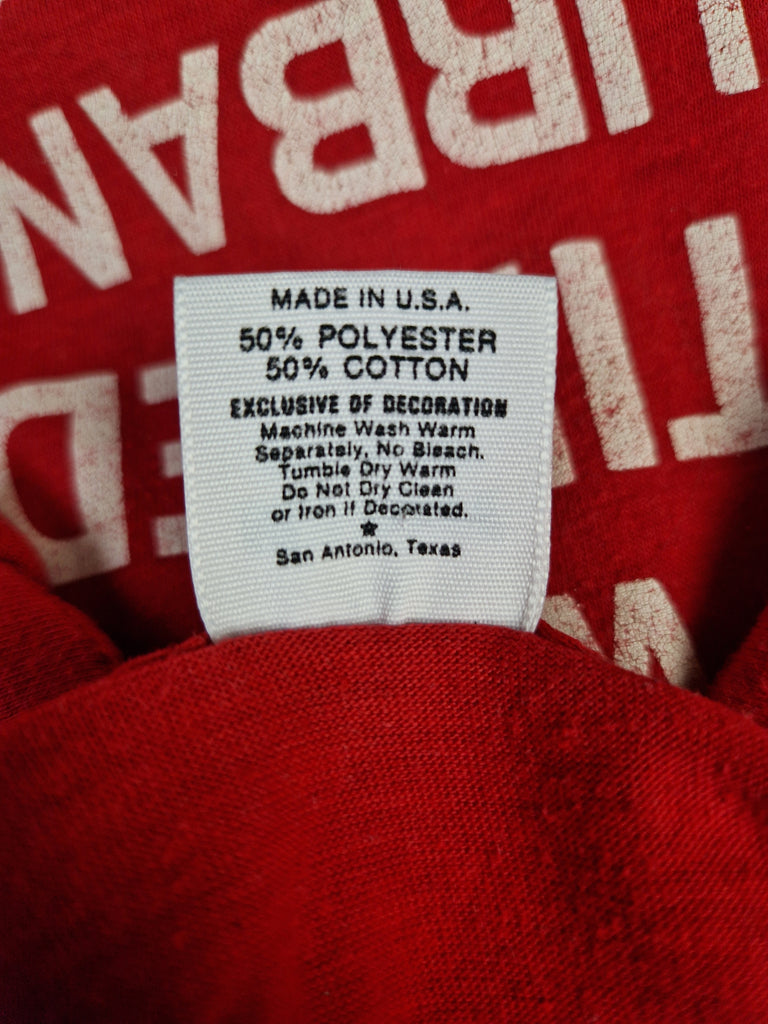 MADE IN U.S.A.
50% POLYESTER
50% COTTON
EXCLUSIVE OF DECORATION
Machine Wash Warm
Separately, No Bleach.
Tumble Dry Warm
Do Not Dry Clean
or Iron if Decorated.
San Antonio, Texas